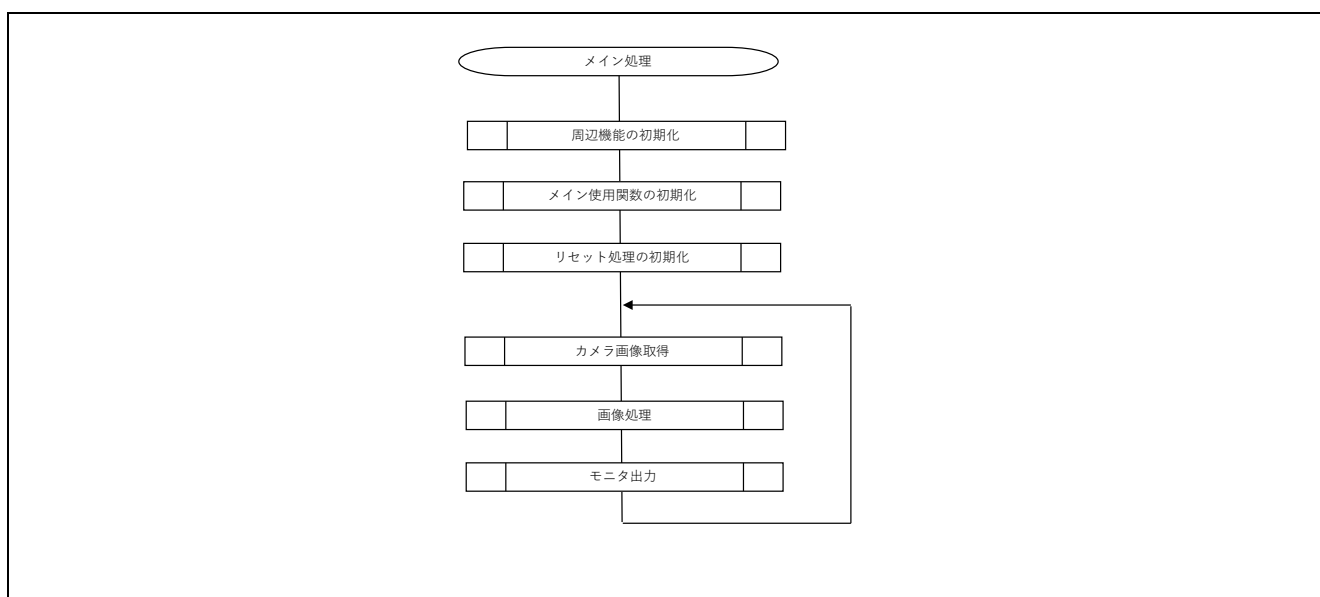 メイン処理
周辺機能の初期化
メイン使用関数の初期化
リセット処理の初期化
カメラ画像取得
画像処理
モニタ出力